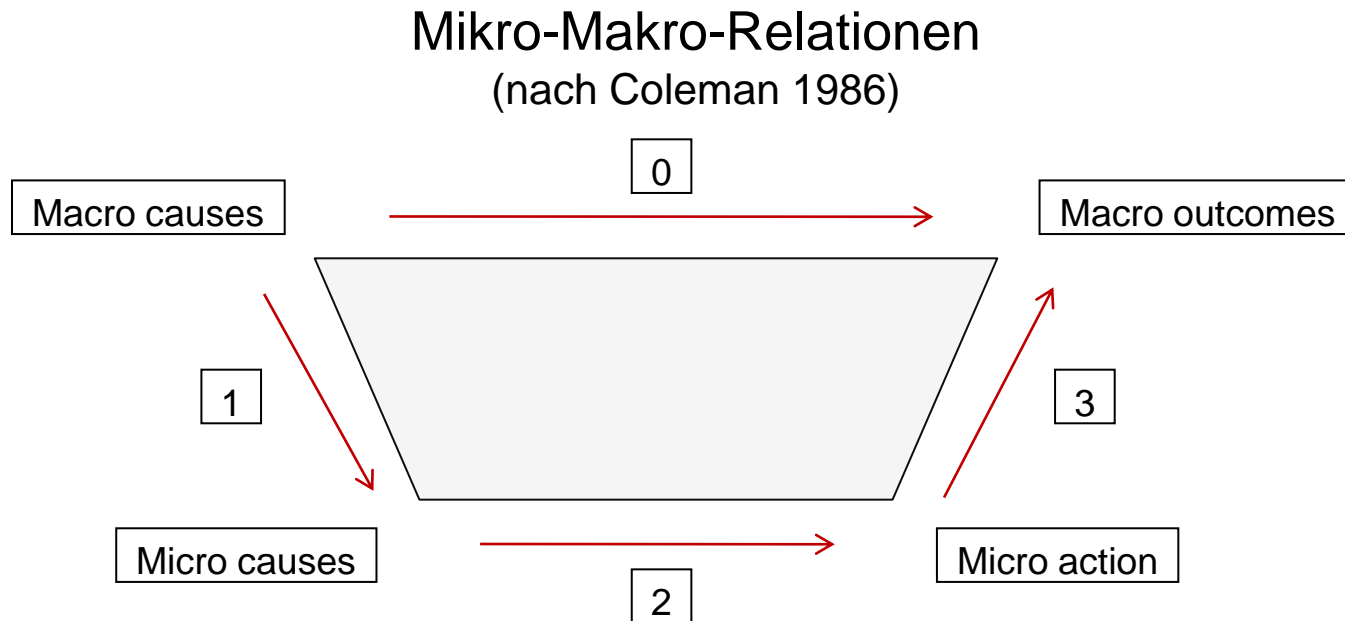 Mikro-Makro-Relationen
(nach Coleman 1986)
0
Macro causes
Macro outcomes
1
3
Micro causes
Micro action
2